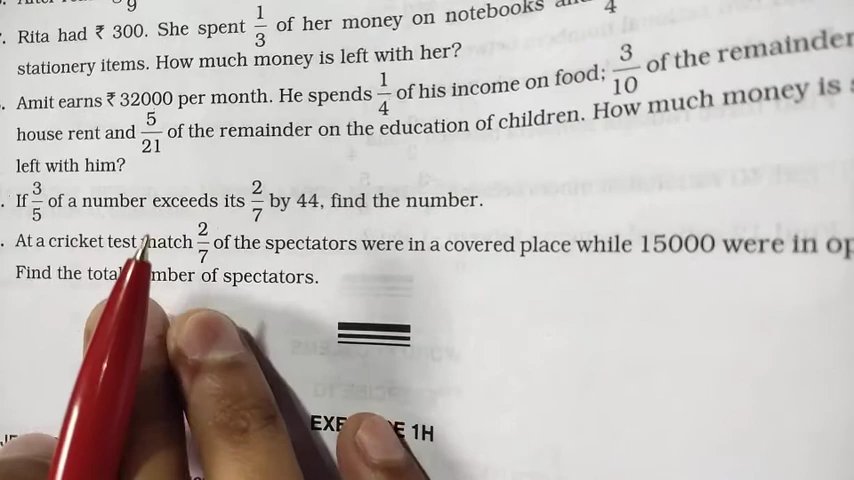 9
Rita had ₹ 300. She spent 1/3 of her money on notebooks and 1/4
stationery items. How much money is left with her?
Amit earns ₹ 32000 per month. He spends 1/4 of his income on food; 3/10 of the remainder
house rent and 5/21 of the remainder on the education of children. How much money is
left with him?
If 3/5 of a number exceeds its 2/7 by 44, find the number.
At a cricket test match 2/7 of the spectators were in a covered place while 15000 were in op
Find the total number of spectators.
1H